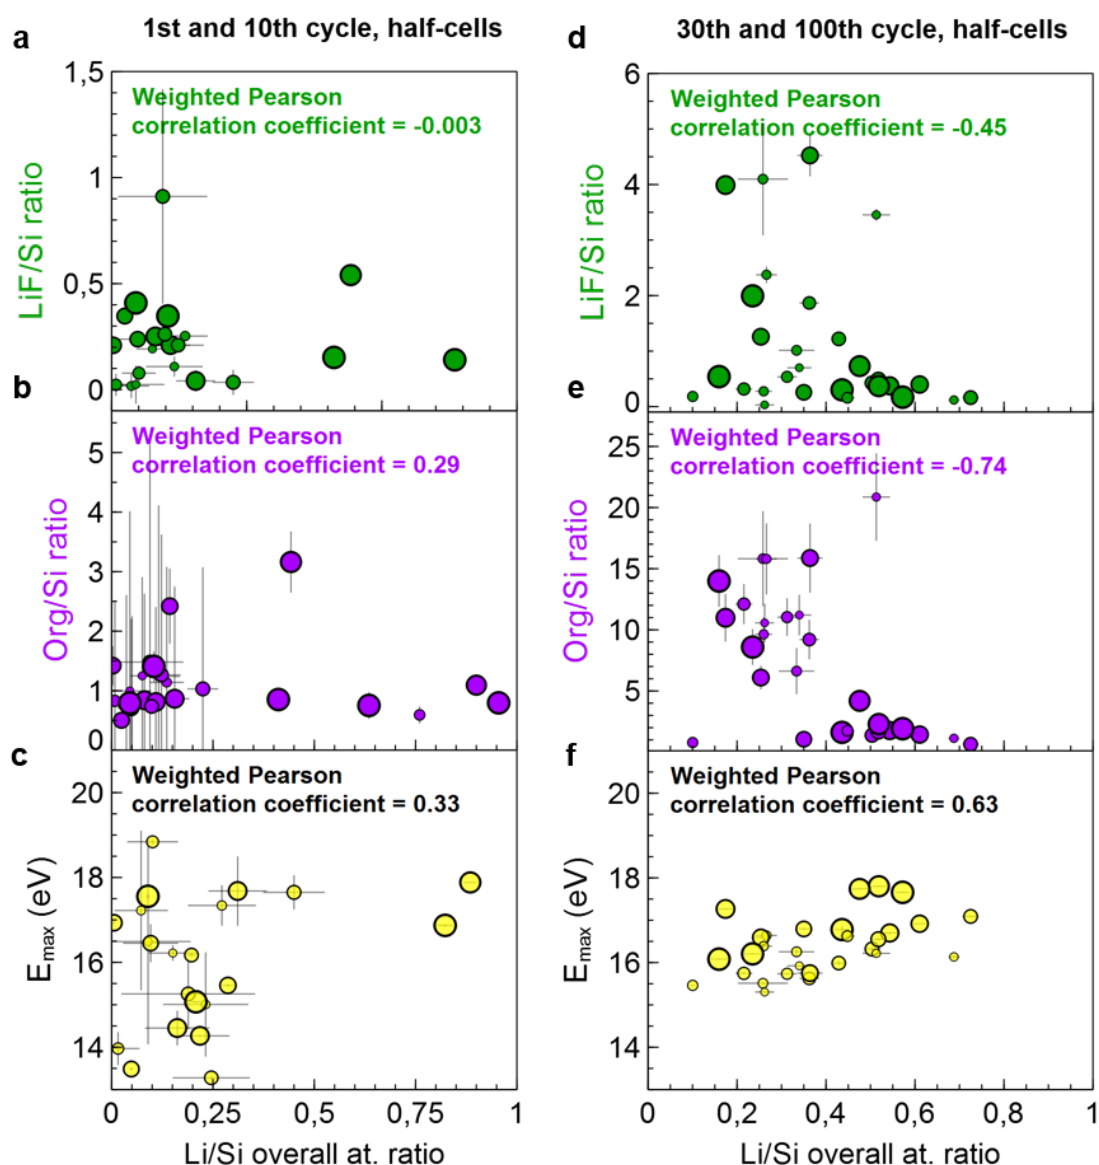 1st and 10th cycle, half-cells
a
1,5
Weighted Pearson
correlation coefficient = -0.003
1
0,5
0
LiF/Si ratio
b
Weighted Pearson
correlation coefficient = 0.29
5
4
3
2
1
0
Org/Si ratio
c
Weighted Pearson
correlation coefficient = 0.33
20
18
16
14
Emax (eV)
0 0,25 0,5 0,75 1
Li/Si overall at. ratio
30th and 100th cycle, half-cells
d
6
Weighted Pearson
correlation coefficient = -0.45
4
2
0
LiF/Si ratio
e
Weighted Pearson
correlation coefficient = -0.74
25
20
15
10
5
Org/Si ratio
f
Weighted Pearson
correlation coefficient = 0.63
20
18
16
14
Emax (eV)
0 0,2 0,4 0,6 0,8 1
Li/Si overall at. ratio